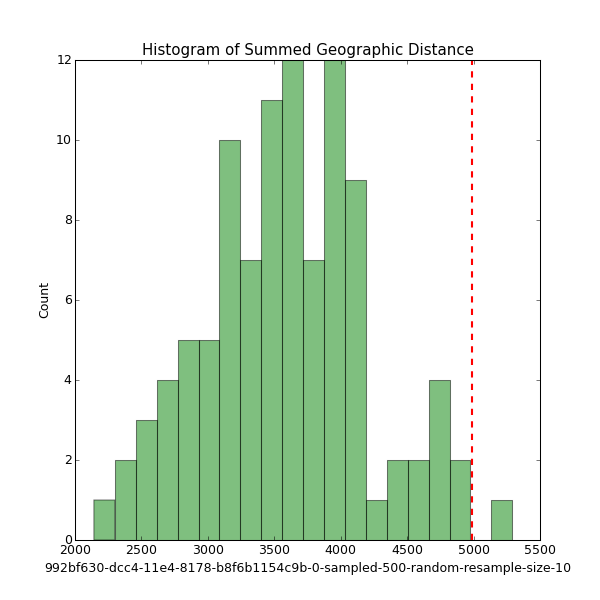 Histogram of Summed Geographic Distance
12
10
8
6
4
2
0
Count
2000 2500 3000 3500 4000 4500 5000 5500
992bf630-dcc4-11e4-8178-b8f6b1154c9b-0-sampled-500-random-resample-size-10